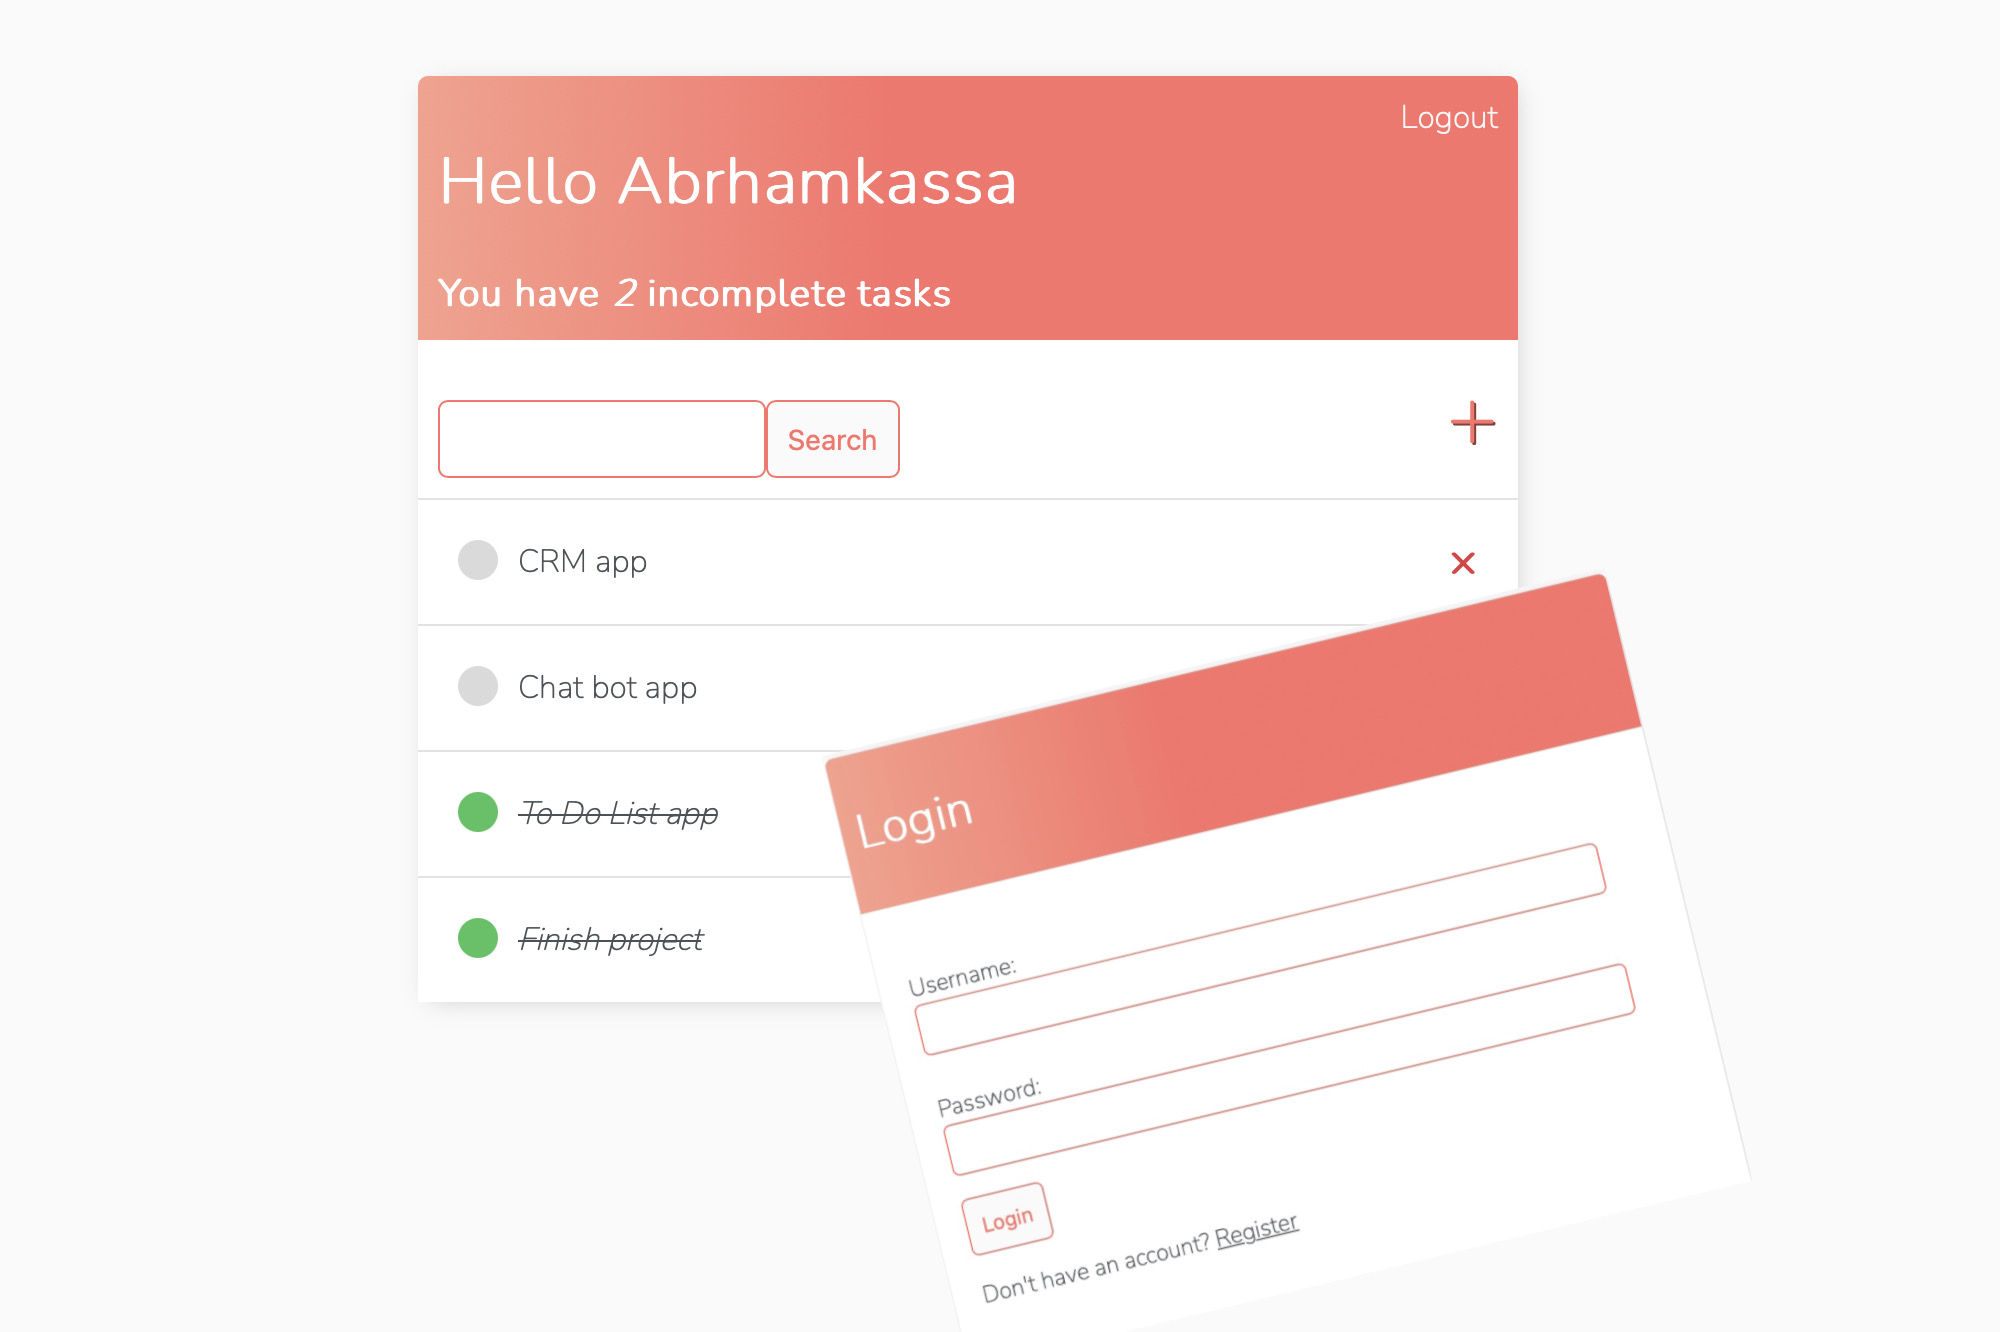 Logout
Hello Abrhamkassa
You have 2 incomplete tasks
Search
CRM app
Chat bot app
To Do List app
Finish project
Login
Username:
Password:
Login
Don't have an account? Register